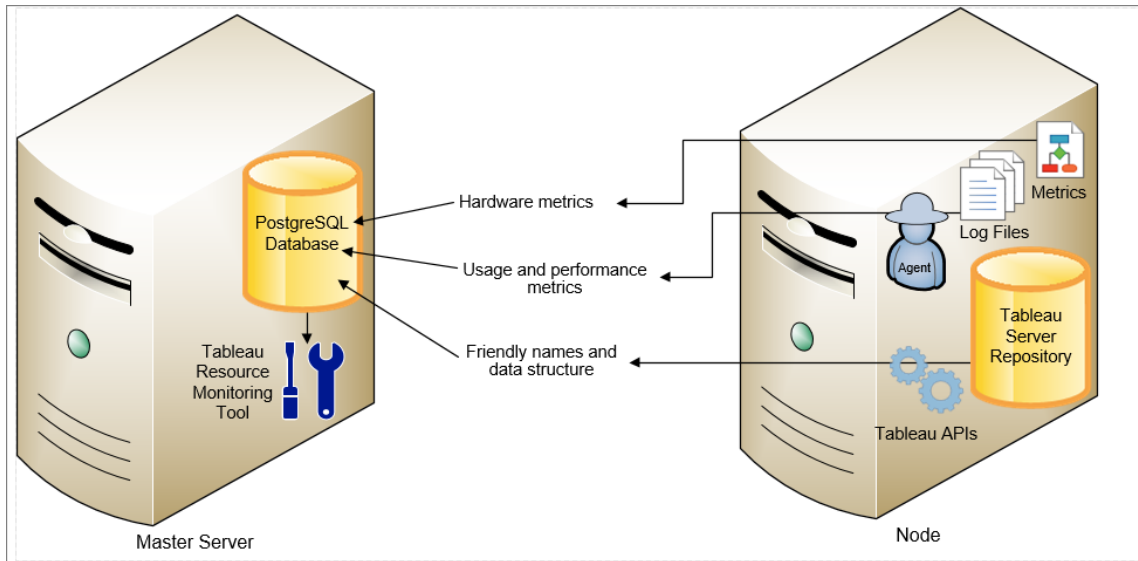 PostgreSQL
Database
Tableau
Resource
Monitoring
Tool
Master Server
Hardware metrics
Usage and performance
metrics
Friendly names and
data structure
Metrics
Log Files
Agent
Tableau
Server
Repository
Tableau APIs
Node